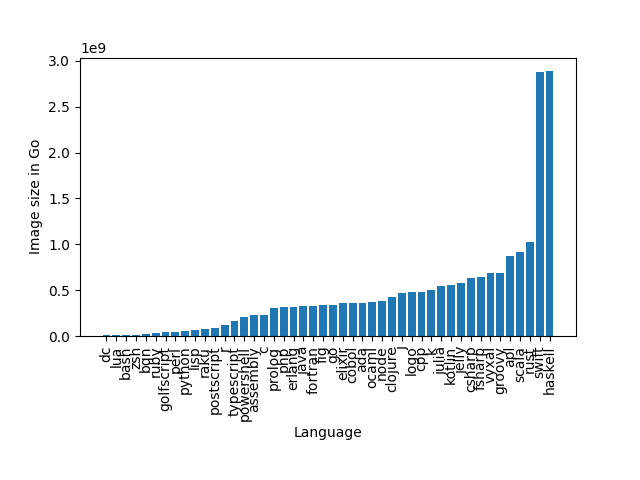 1e9
3.0
2.5
2.0
1.5
1.0
0.5
0.0
Image size in Go
dc
lua
bash
zsh
bqn
ruby
golfscript
perl
python
lisp
raku
postscript
r
typescript
powershell
assembly
c
prolog
php
erlang
java
fortran
fig
go
elixir
cobol
ada
ocaml
node
clojure
j
logo
cpp
k
julia
kotlin
jelly
csharp
fsharp
vyxal
groovy
apl
scala
rust
swift
haskell
Language